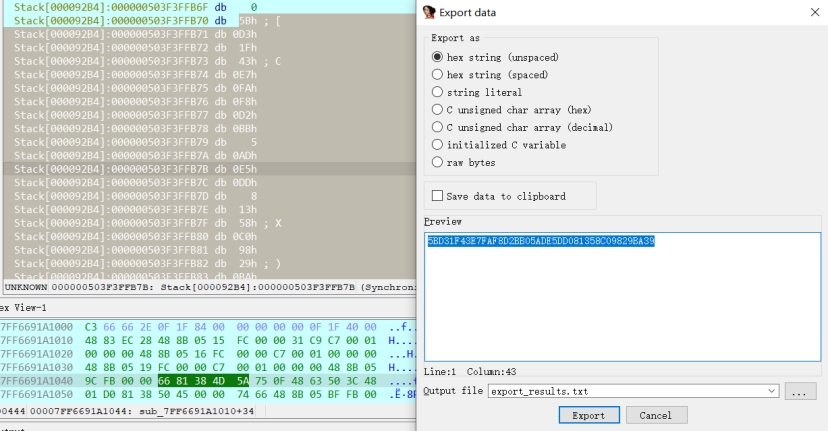 Stack[000092B4]:000000503F3FFB6F db 0
Stack[000092B4]:000000503F3FFB70 db 5Bh ; [
Stack[000092B4]:000000503F3FFB71 db 0D3h
Stack[000092B4]:000000503F3FFB72 db 1Fh
Stack[000092B4]:000000503F3FFB73 db 43h ; C
Stack[000092B4]:000000503F3FFB74 db 0E7h
Stack[000092B4]:000000503F3FFB75 db 0FAh
Stack[000092B4]:000000503F3FFB76 db 0F8h
Stack[000092B4]:000000503F3FFB77 db 0D2h
Stack[000092B4]:000000503F3FFB78 db 0BBh
Stack[000092B4]:000000503F3FFB79 db 5
Stack[000092B4]:000000503F3FFB7A db 0ADh
Stack[000092B4]:000000503F3FFB7B db 0E5h
Stack[000092B4]:000000503F3FFB7C db 0DDh
Stack[000092B4]:000000503F3FFB7D db 8
Stack[000092B4]:000000503F3FFB7E db 13h
Stack[000092B4]:000000503F3FFB7F db 58h ; X
Stack[000092B4]:000000503F3FFB80 db 0C0h
Stack[000092B4]:000000503F3FFB81 db 98h
Stack[000092B4]:000000503F3FFB82 db 29h ; )
Stack[000092B4]:000000503F3FFB83 db 0BAh
UNKNOWN 000000503F3FFB7B: Stack[000092B4]:000000503F3FFB7B (Synchroni
ex View-1
7FF6691A1000 C3 66 66 2E 0F 1F 84 00 00 00 00 00 0F 1F 40 00 ..f..
7FF6691A1010 48 83 EC 28 48 8B 05 15 FC 00 00 31 C9 C7 00 01 H....
7FF6691A1020 00 00 00 48 8B 05 16 FC 00 00 C7 00 01 00 00 00 ...H.
7FF6691A1030 48 8B 05 19 FC 00 00 C7 00 01 00 00 00 48 8B 05 H....
7FF6691A1040 9C FB 00 00 66 81 38 4D 5A 75 0F 48 63 50 3C 48 ....f
7FF6691A1050 01 D0 81 38 50 45 00 00 74 66 48 8B 05 BF FB 00 .Ð.8P
00444 00007FF6691A1044: sub_7FF6691A1010+34
Export data
Export as
hex string (unspaced)
hex string (spaced)
string literal
C unsigned char array (hex)
C unsigned char array (decimal)
initialized C variable
raw bytes
Save data to clipboard
Preview
5BD31F43E7FAF8D2BB05ADE5DD081358C09829BA39
Line:1 Column:43
Output file export_results.txt
...
Export
Cancel